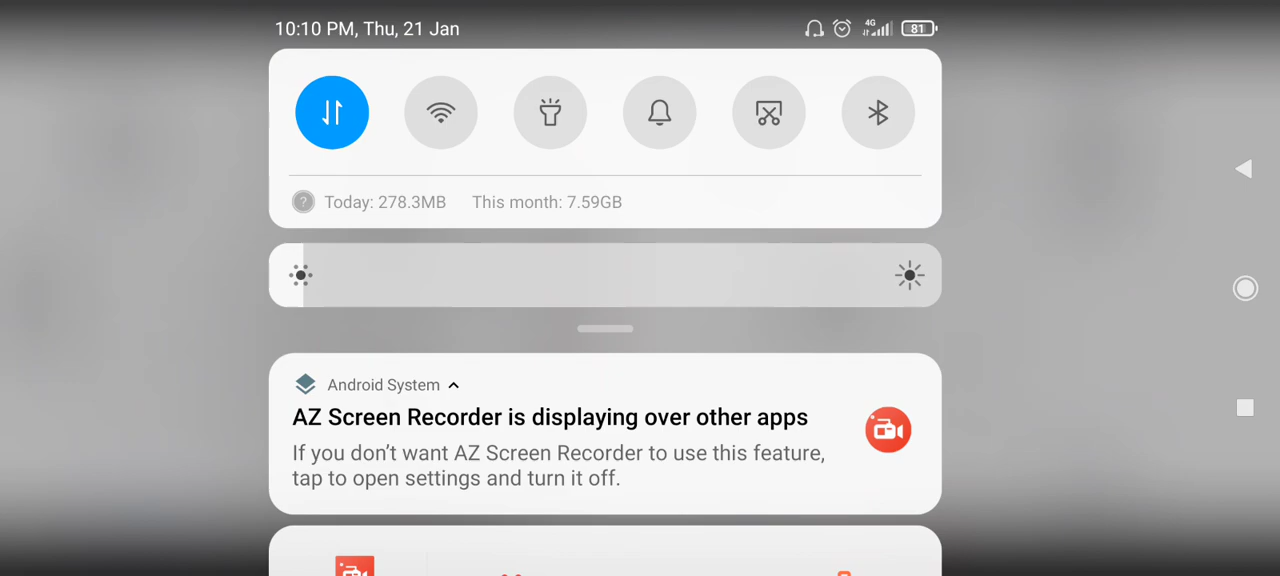 10:10 PM, Thu, 21 Jan
4G
81
Today: 278.3MB This month: 7.59GB
Android System
AZ Screen Recorder is displaying over other apps
If you don't want AZ Screen Recorder to use this feature,
tap to open settings and turn it off.